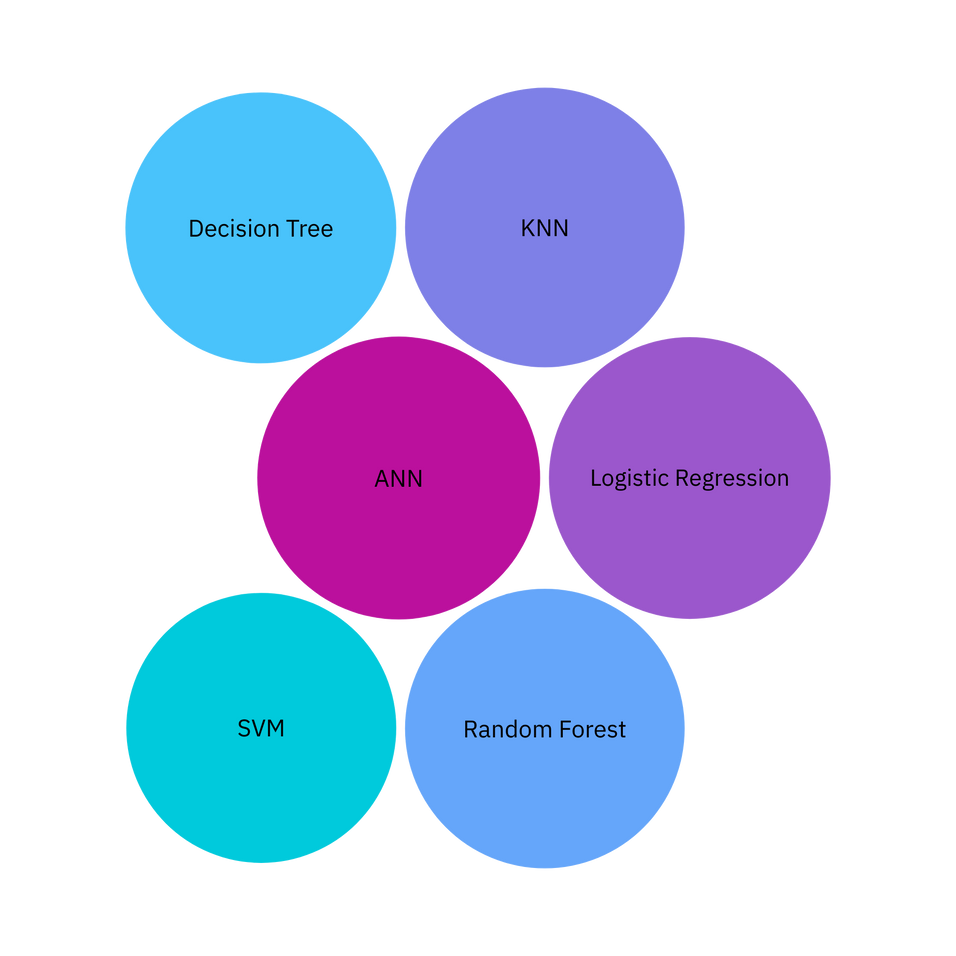 Decision Tree
KNN
ANN
Logistic Regression
SVM
Random Forest